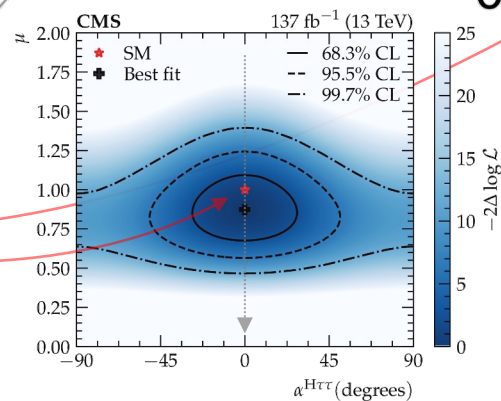 CMS 137 fb⁻¹ (13 TeV)
μ
2.00
1.75
1.50
1.25
1.00
0.75
0.50
0.25
0.00
SM
Best fit
68.3% CL
95.5% CL
99.7% CL
−90 −45 0 45 90
α^Hττ (degrees)
25
20
15
10
5
0
−2Δ log ℒ